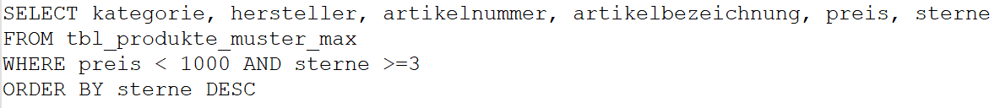 SELECT kategorie, hersteller, artikelnummer, artikelbezeichnung, preis, sterne
FROM tbl_produkte_muster_max
WHERE preis < 1000 AND sterne >=3
ORDER BY sterne DESC